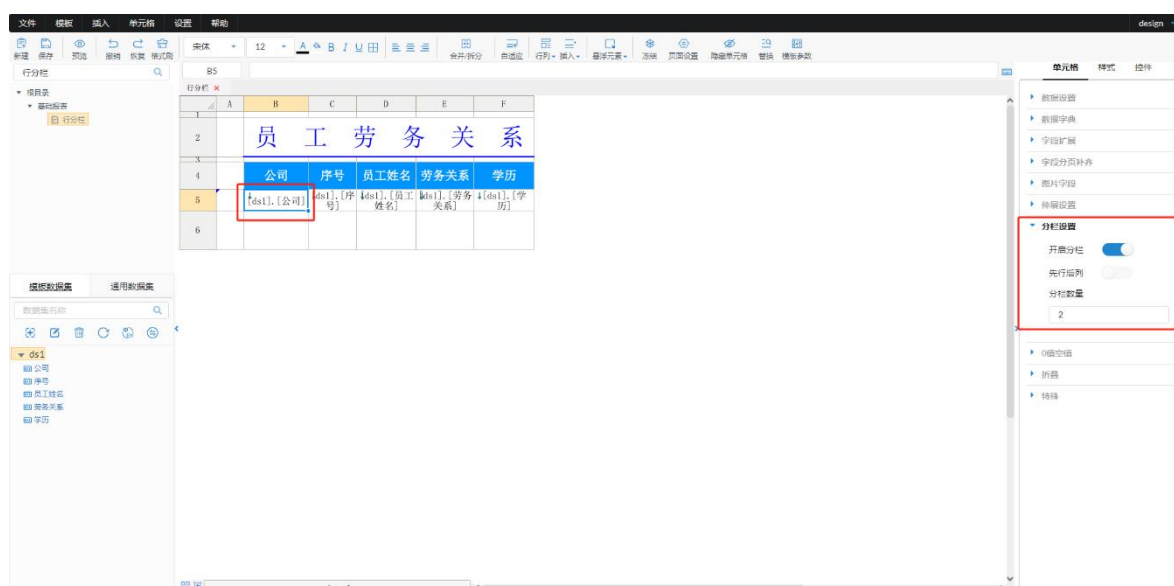 文件 模板 插入 单元格 设置 帮助 design
新建 保存 预览 撤销 恢复 格式刷 宋体 12 A B I U 合并/拆分 自适应 行列 插入 悬浮元素 冻结 页面设置 隐藏单元格 替换 模板参数
行分栏 B5 单元格 样式 控件
行分栏
根目录
基础报表
行分栏
A B C D E F
1
2 员工劳务关系
3
4 公司 序号 员工姓名 劳务关系 学历
5 ds1].[公司] ds1].[序号] ds1].[员工姓名] ds1].[劳务关系] [ds1].[学历]
6
数据设置
数据字典
字段扩展
字段分页补齐
图片字段
伸展设置
分栏设置
开启分栏
先行后列
分栏数量
2
0值空值
折叠
特殊
模板数据集 通用数据集
数据集名称
ds1
公司
序号
员工姓名
劳务关系
学历